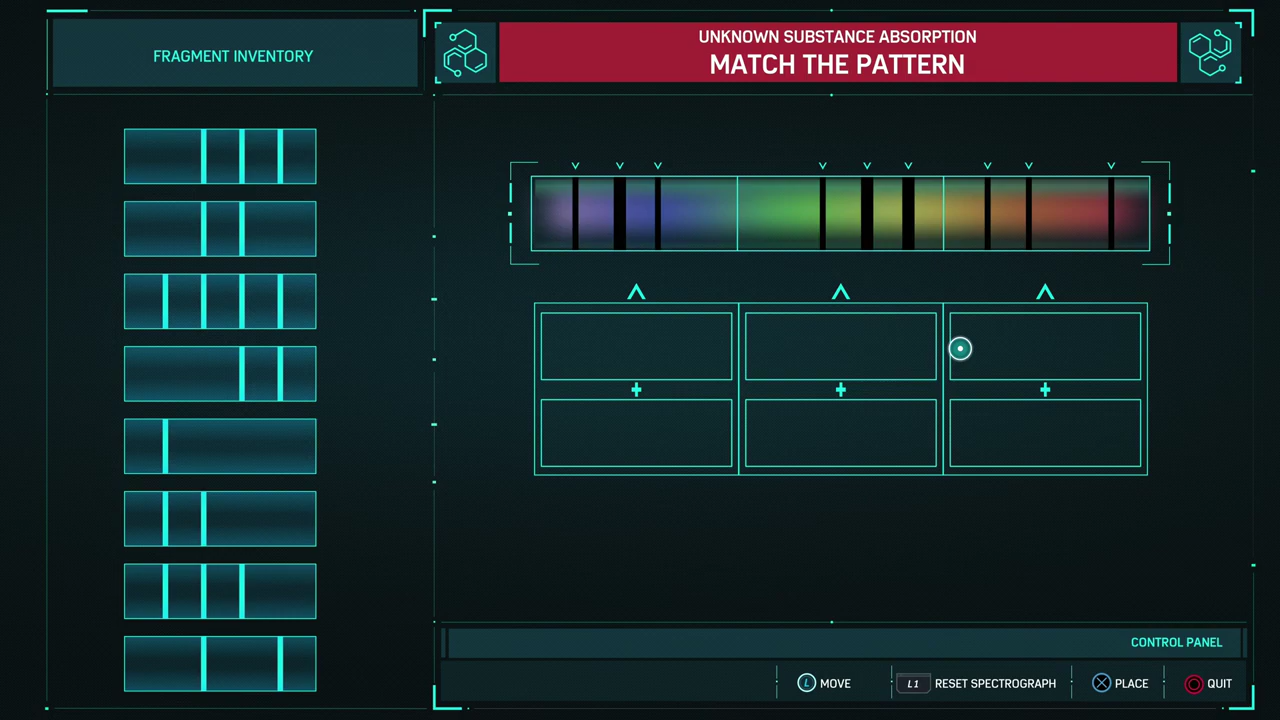 FRAGMENT INVENTORY
UNKNOWN SUBSTANCE ABSORPTION
MATCH THE PATTERN
CONTROL PANEL
L MOVE
L1 RESET SPECTROGRAPH
PLACE
QUIT